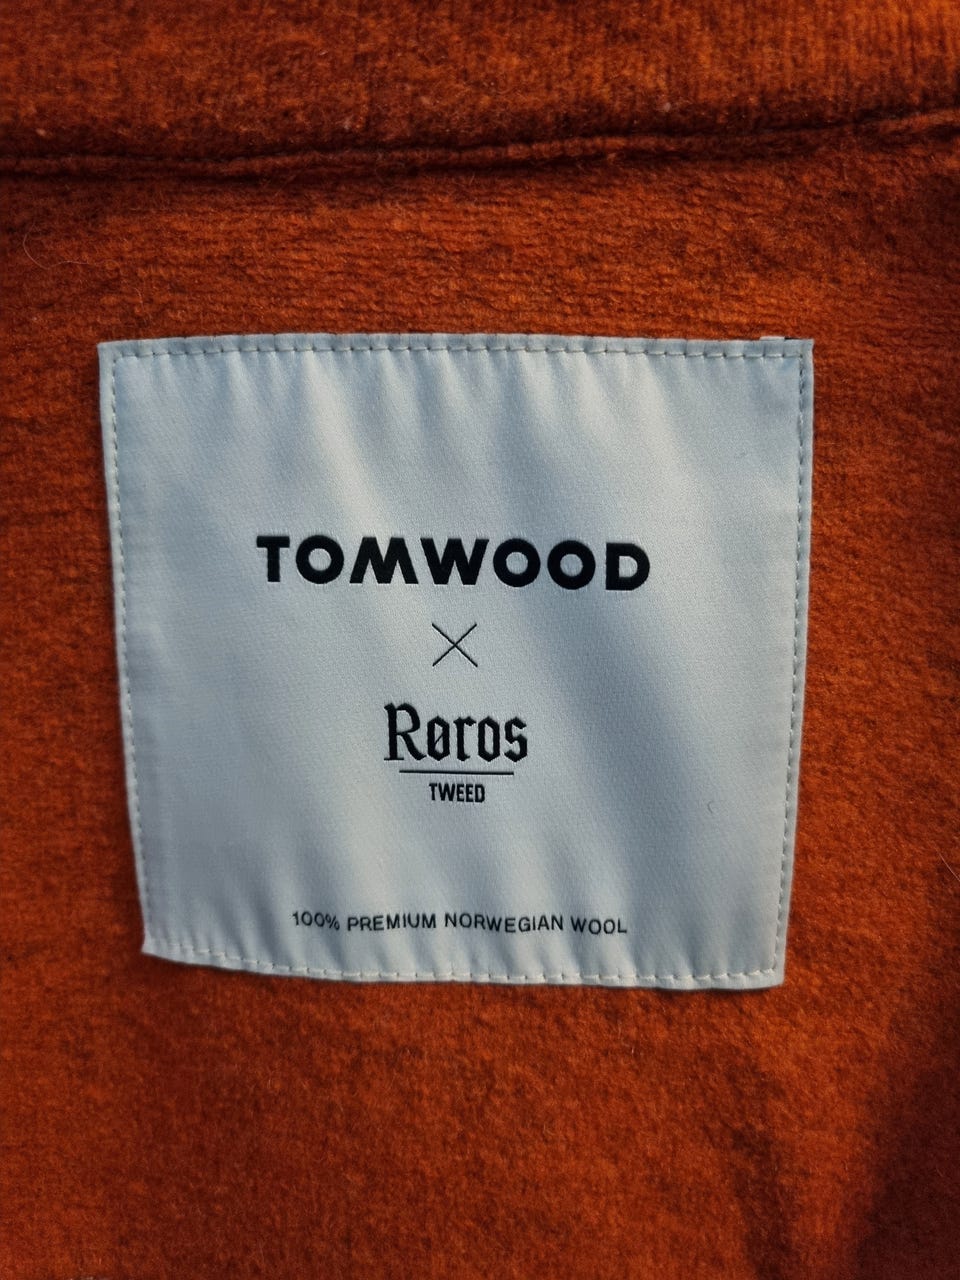 TOMWOOD
×
Røros
TWEED
100% PREMIUM NORWEGIAN WOOL